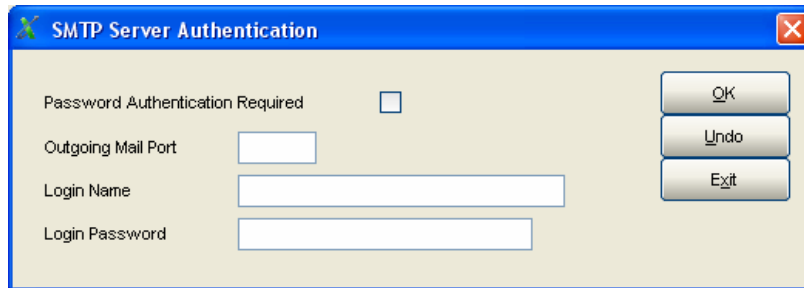 SMTP Server Authentication
Password Authentication Required
OK
Outgoing Mail Port
Undo
Login Name
Exit
Login Password